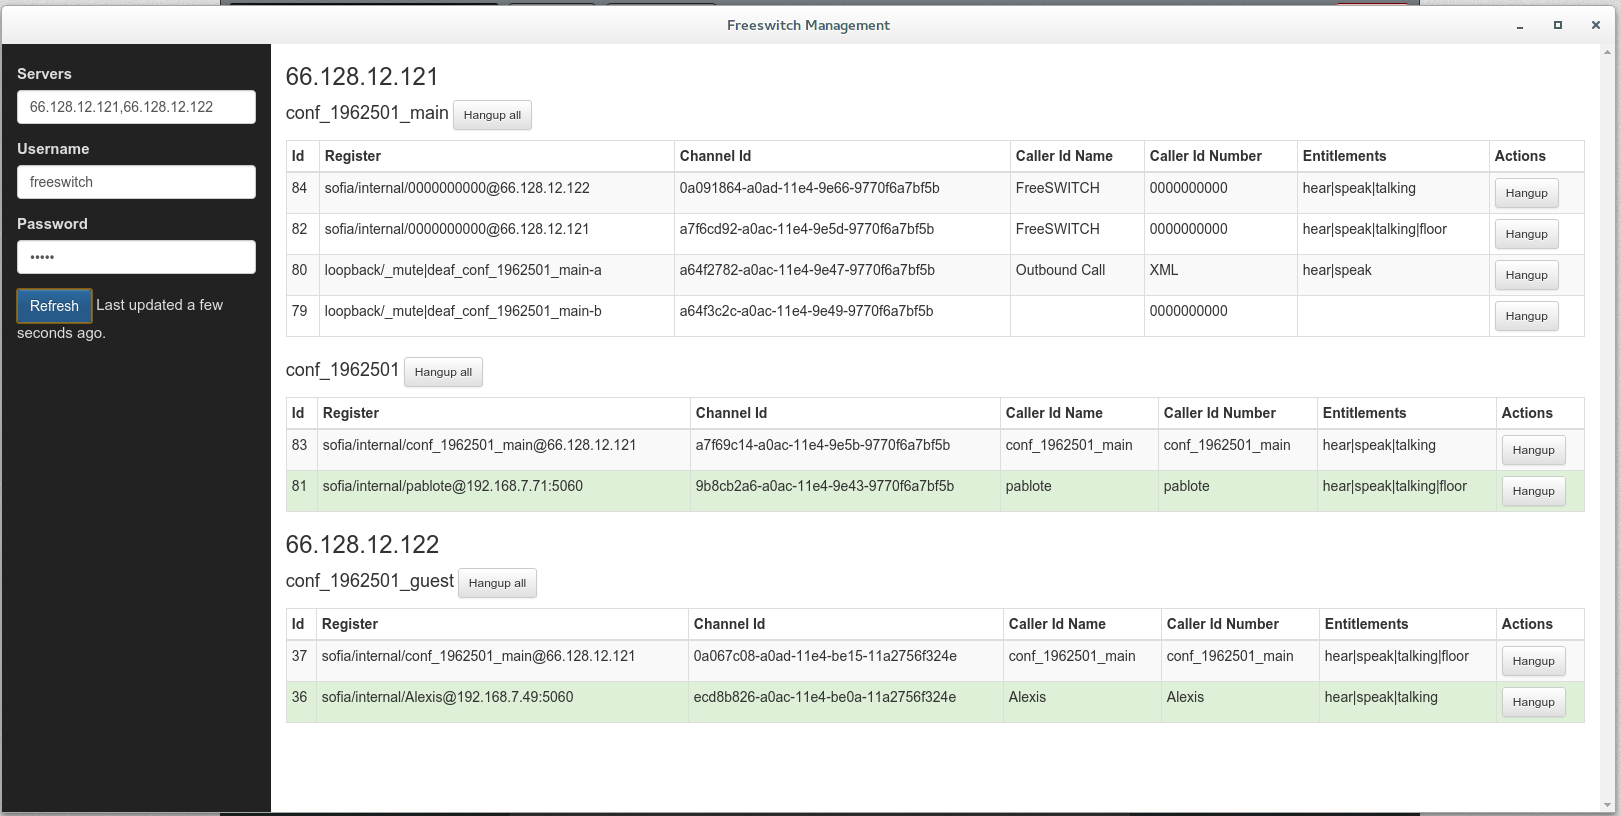 Freeswitch Management
Servers
66.128.12.121,66.128.12.122
Username
freeswitch
Password
•••••
Refresh Last updated a few
seconds ago.
66.128.12.121
conf_1962501_main Hangup all
Id Register Channel Id Caller Id Name Caller Id Number Entitlements Actions
84 sofia/internal/0000000000@66.128.12.122 0a091864-a0ad-11e4-9e66-9770f6a7bf5b FreeSWITCH 0000000000 hear|speak|talking Hangup
82 sofia/internal/0000000000@66.128.12.121 a7f6cd92-a0ac-11e4-9e5d-9770f6a7bf5b FreeSWITCH 0000000000 hear|speak|talking|floor Hangup
80 loopback/_mute|deaf_conf_1962501_main-a a64f2782-a0ac-11e4-9e47-9770f6a7bf5b Outbound Call XML hear|speak Hangup
79 loopback/_mute|deaf_conf_1962501_main-b a64f3c2c-a0ac-11e4-9e49-9770f6a7bf5b 0000000000 Hangup
conf_1962501 Hangup all
Id Register Channel Id Caller Id Name Caller Id Number Entitlements Actions
83 sofia/internal/conf_1962501_main@66.128.12.121 a7f69c14-a0ac-11e4-9e5b-9770f6a7bf5b conf_1962501_main conf_1962501_main hear|speak|talking Hangup
81 sofia/internal/pablote@192.168.7.71:5060 9b8cb2a6-a0ac-11e4-9e43-9770f6a7bf5b pablote pablote hear|speak|talking|floor Hangup
66.128.12.122
conf_1962501_guest Hangup all
Id Register Channel Id Caller Id Name Caller Id Number Entitlements Actions
37 sofia/internal/conf_1962501_main@66.128.12.121 0a067c08-a0ad-11e4-be15-11a2756f324e conf_1962501_main conf_1962501_main hear|speak|talking|floor Hangup
36 sofia/internal/Alexis@192.168.7.49:5060 ecd8b826-a0ac-11e4-be0a-11a2756f324e Alexis Alexis hear|speak|talking Hangup